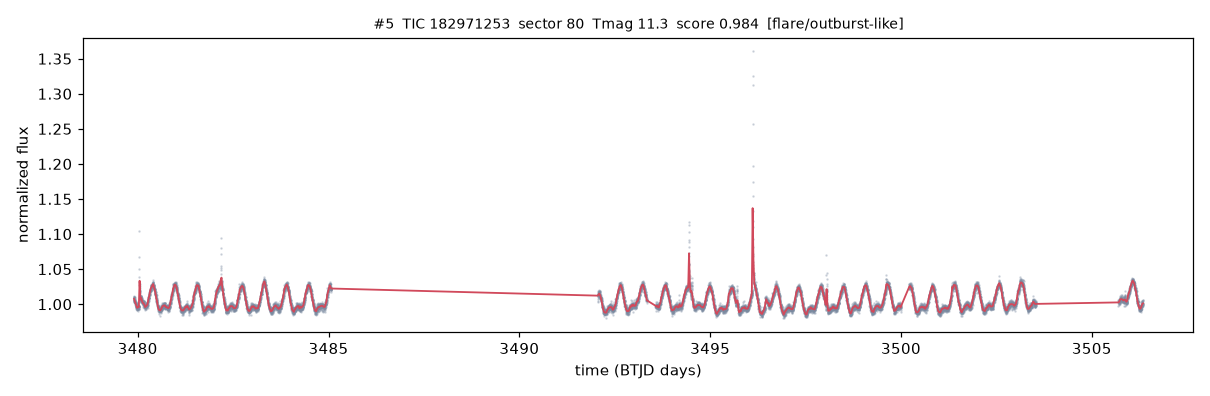 #5 TIC 182971253 sector 80 Tmag 11.3 score 0.984 [flare/outburst-like]
normalized flux
1.35
1.30
1.25
1.20
1.15
1.10
1.05
1.00
3480 3485 3490 3495 3500 3505
time (BTJD days)